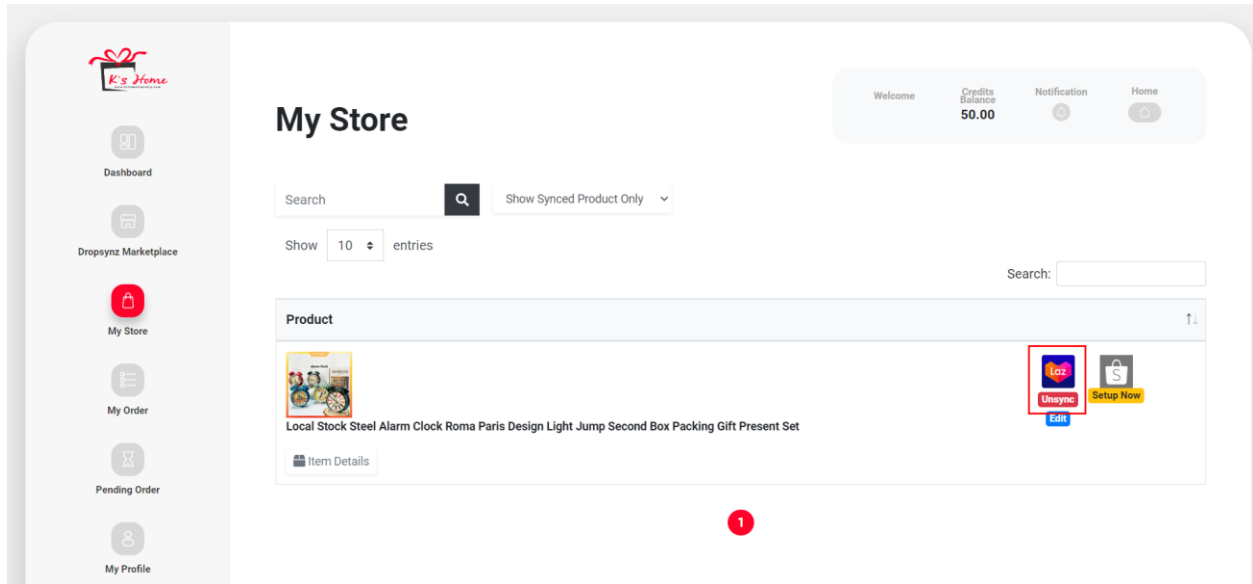 K's Home
My Store
Welcome
Credits Balance
50.00
Notification
Home
Dashboard
Dropsynz Marketplace
My Store
My Order
Pending Order
My Profile
Search
Show Synced Product Only
Show 10 entries
Search:
Product
Laz
Unsync
Edit
S
Setup Now
Local Stock Steel Alarm Clock Roma Paris Design Light Jump Second Box Packing Gift Present Set
Item Details
1